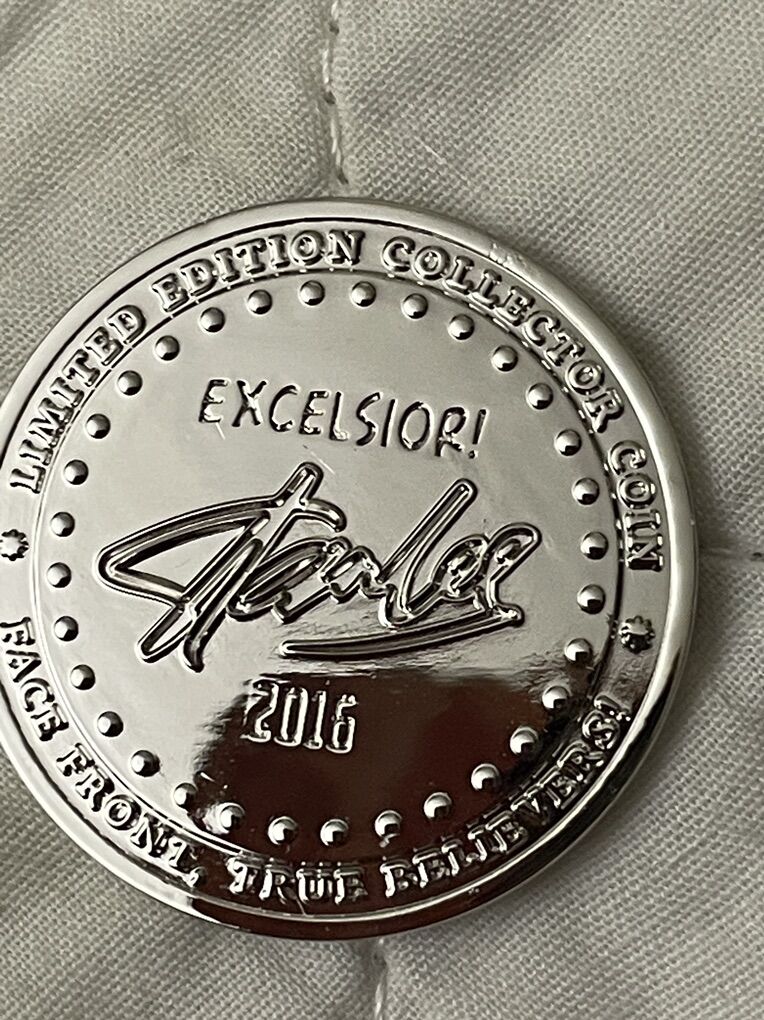 LIMITED EDITION COLLECTOR COIN
EXCELSIOR!
Stan Lee
2016
FACE FRONT, TRUE BELIEVERS!